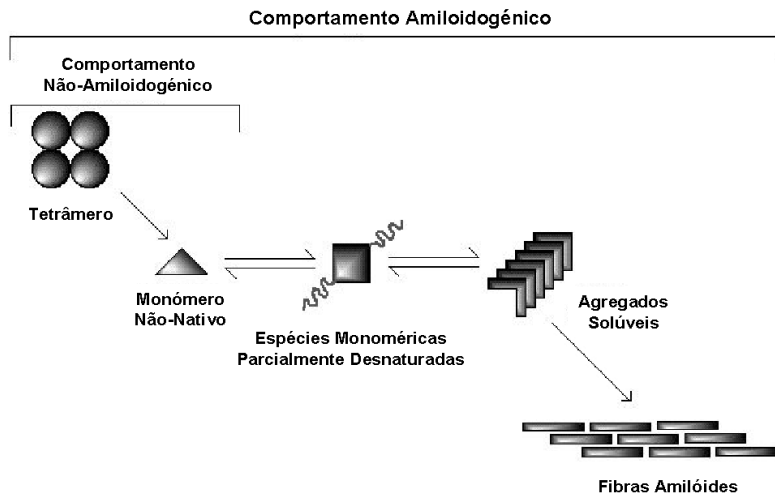 Comportamento Amiloidogénico
Comportamento
Não-Amiloidogénico
Tetrâmero
Monómero
Não-Nativo
Espécies Monoméricas
Parcialmente Desnaturadas
Agregados
Solúveis
Fibras Amilóides